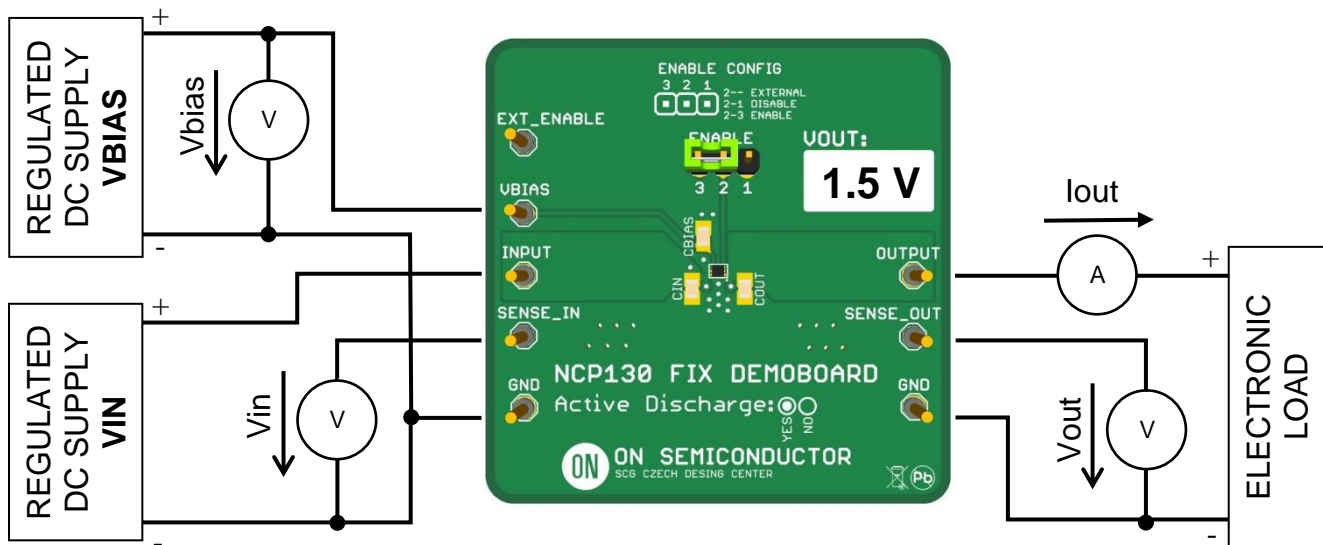 REGULATED
DC SUPPLY
VBIAS
+
-
Vbias
V
REGULATED
DC SUPPLY
VIN
+
-
Vin
V
ENABLE CONFIG
3 2 1
2-- EXTERNAL
2-1 DISABLE
2-3 ENABLE
EXT_ENABLE
ENABLE
3 2 1
VOUT:
1.5 V
VBIAS
CBIAS
INPUT
OUTPUT
CIN
COUT
SENSE_IN
SENSE_OUT
NCP130 FIX DEMOBOARD
GND
GND
Active Discharge:
YES
NO
ON
ON SEMICONDUCTOR
SCG CZECH DESING CENTER
Pb
Iout
A
+
-
Vout
V
ELECTRONIC
LOAD